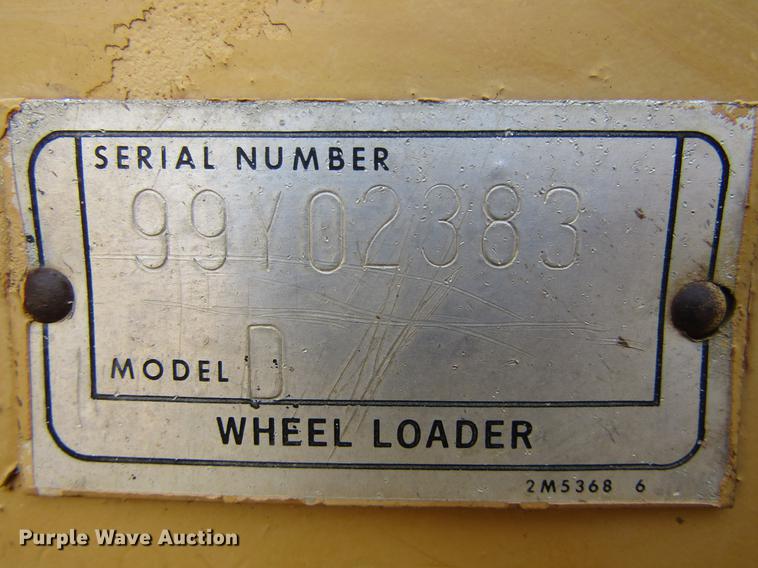 SERIAL NUMBER
99Y02383
MODEL D
WHEEL LOADER
2M5368 6
Purple Wave Auction